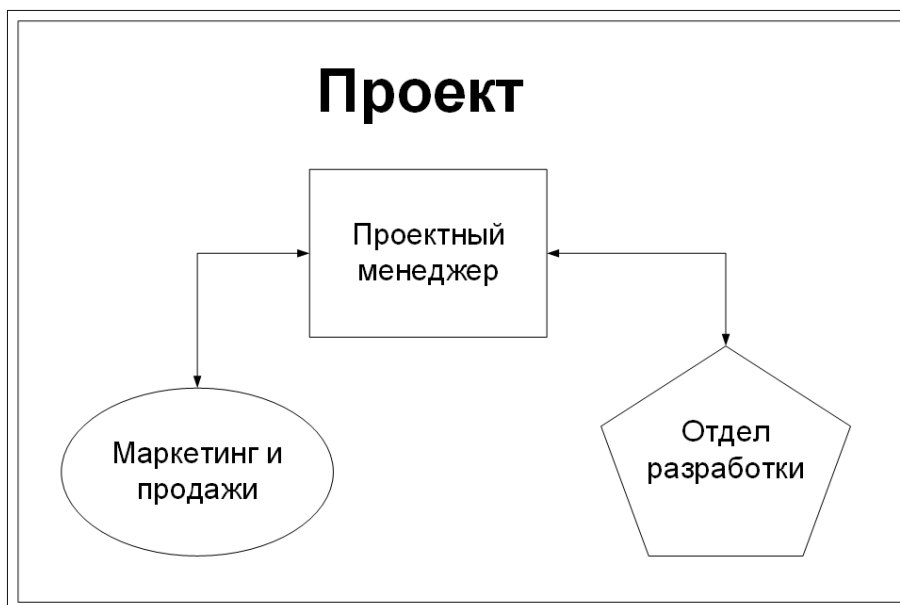 Проект
Проектный
менеджер
Маркетинг и
продажи
Отдел
разработки